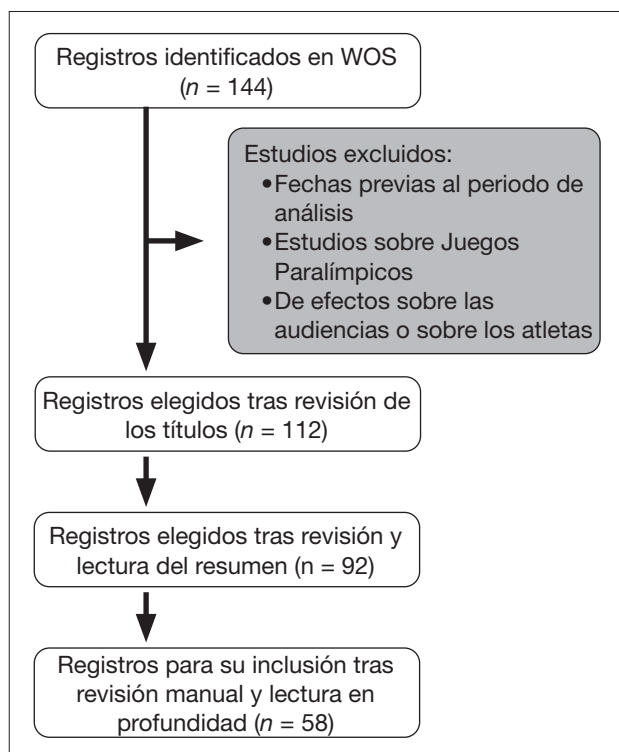 Registros identificados en WOS
(n = 144)
Estudios excluidos:
•Fechas previas al periodo de
análisis
•Estudios sobre Juegos
Paralímpicos
•De efectos sobre las
audiencias o sobre los atletas
Registros elegidos tras revisión de
los títulos (n = 112)
Registros elegidos tras revisión y
lectura del resumen (n = 92)
Registros para su inclusión tras
revisión manual y lectura en
profundidad (n = 58)